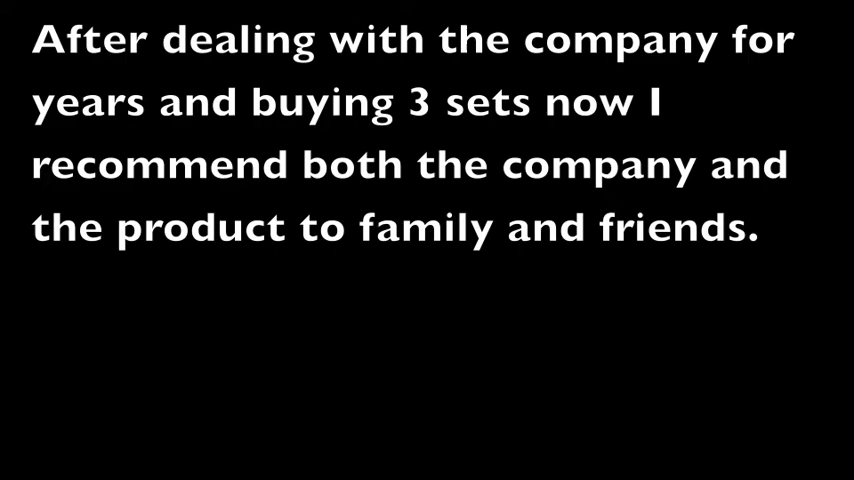 After dealing with the company for
years and buying 3 sets now I
recommend both the company and
the product to family and friends.